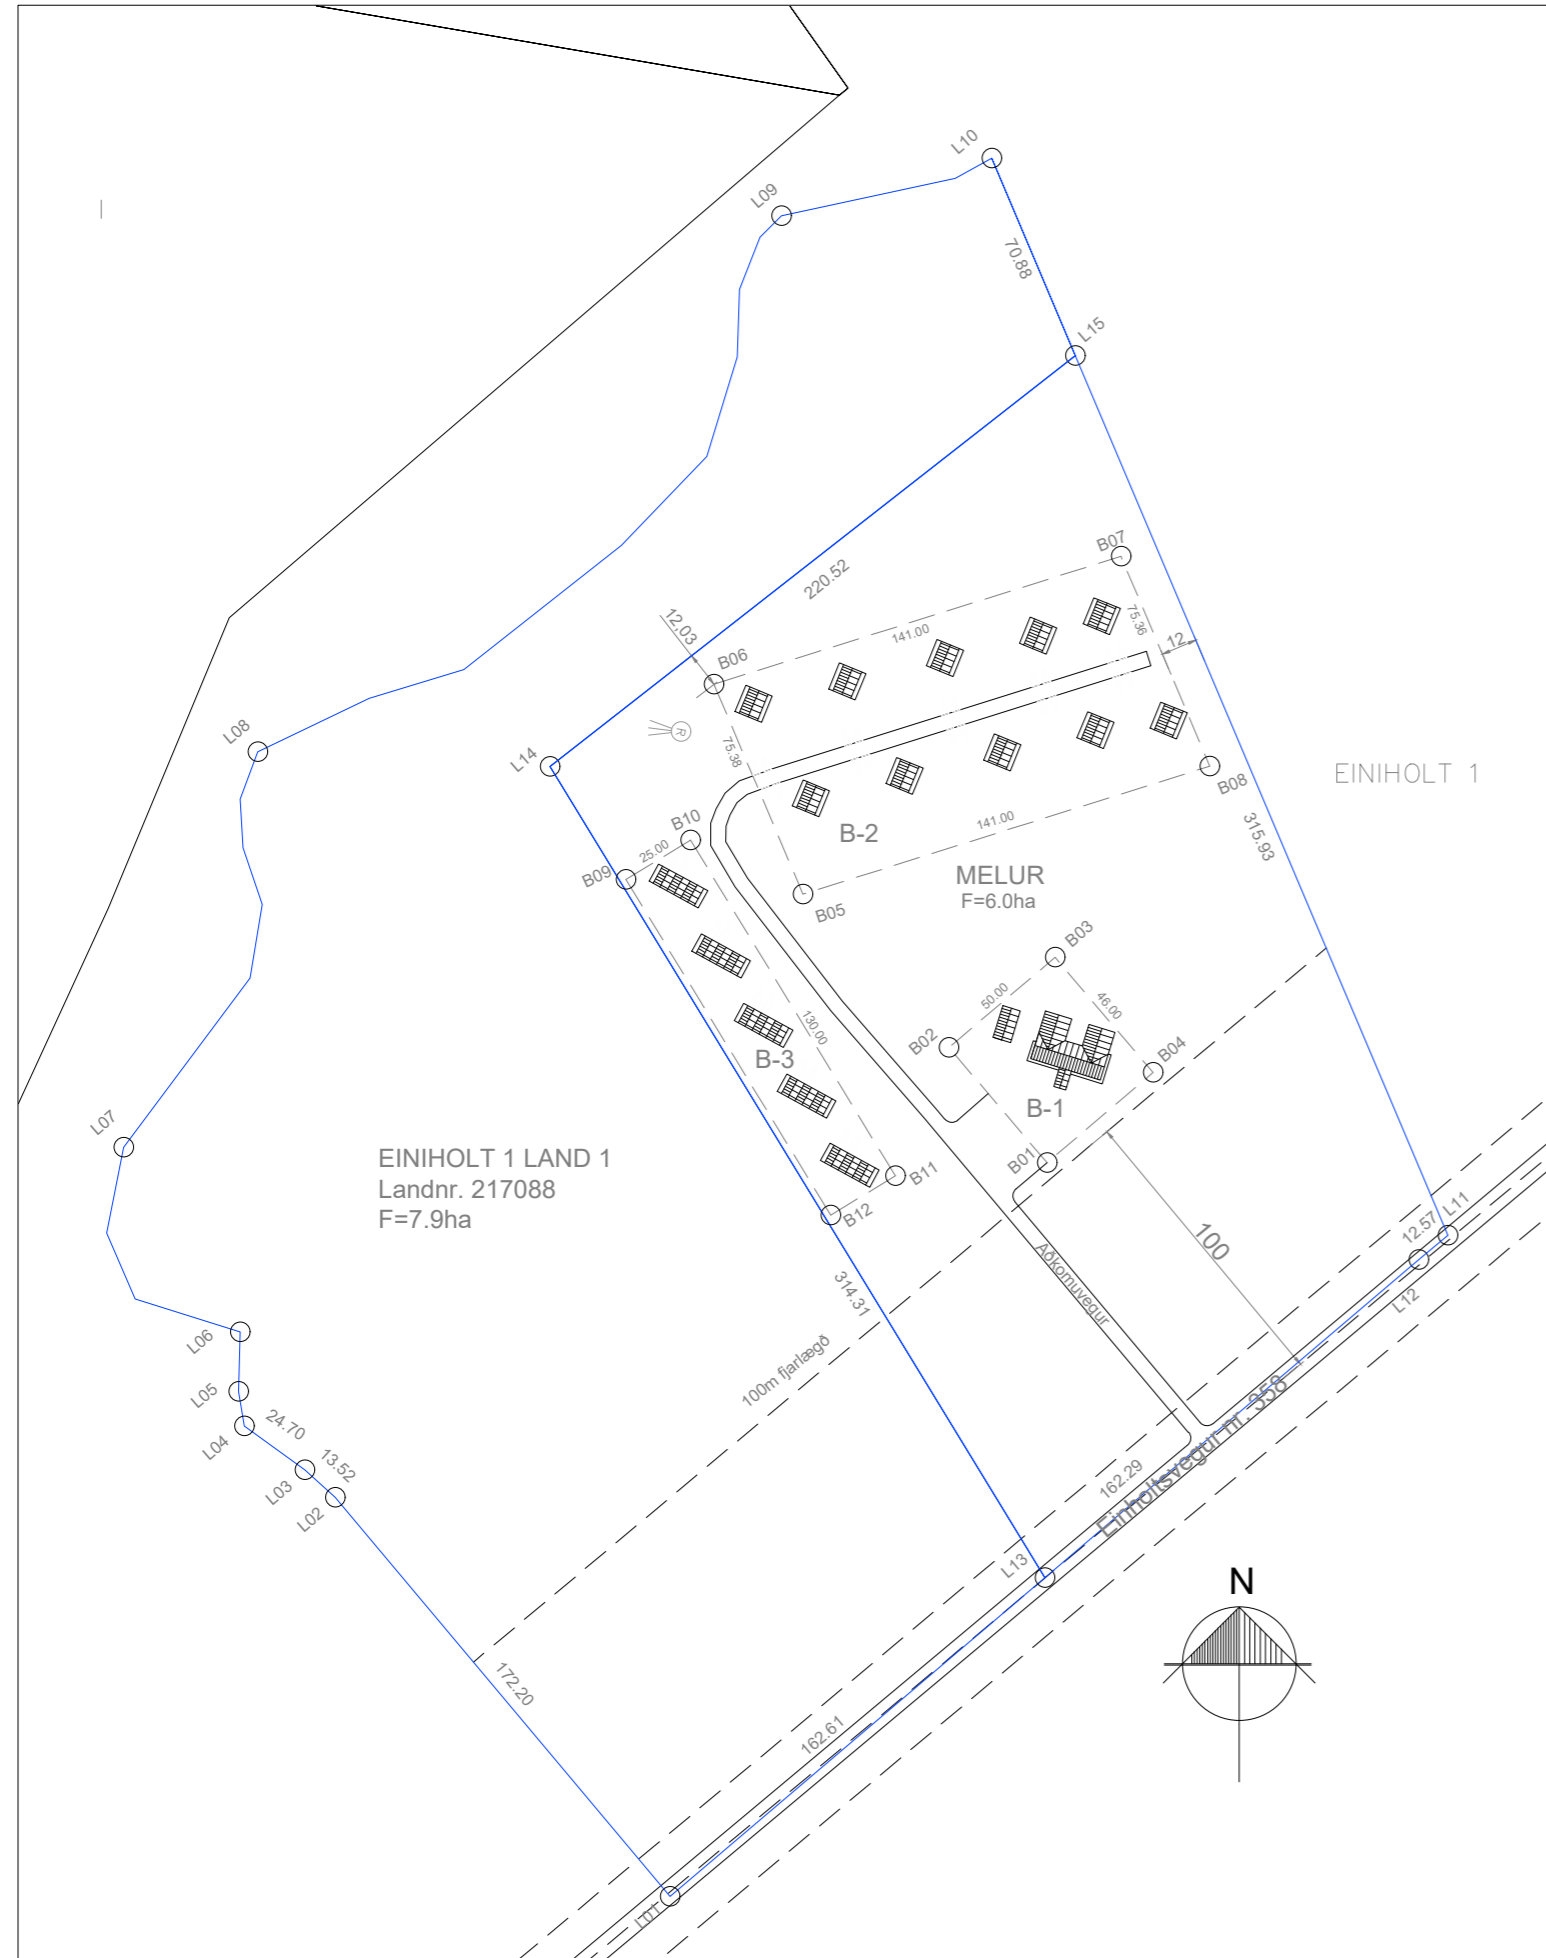 L10
L09
70.88
L15
B07
220.52
75.36
12
141.00
12.03
B06
R
75.38
L08
L14
EINIHOLT 1
B08
315.93
141.00
B-2
B10
25.00
B09
MELUR
F=6.0ha
B05
B03
50.00
46.00
130.00
B02
B-3
B04
B-1
L07
EINIHOLT 1 LAND 1
Landnr. 217088
F=7.9ha
B01
B11
B12
100
L11
12.57
L12
Aðkomuvegur
314.31
L06
100m fjarlægð
L05
24.70
L04
13.52
L03
L02
Einholtsvegur nr. 358
162.29
L13
N
172.20
162.61
L01